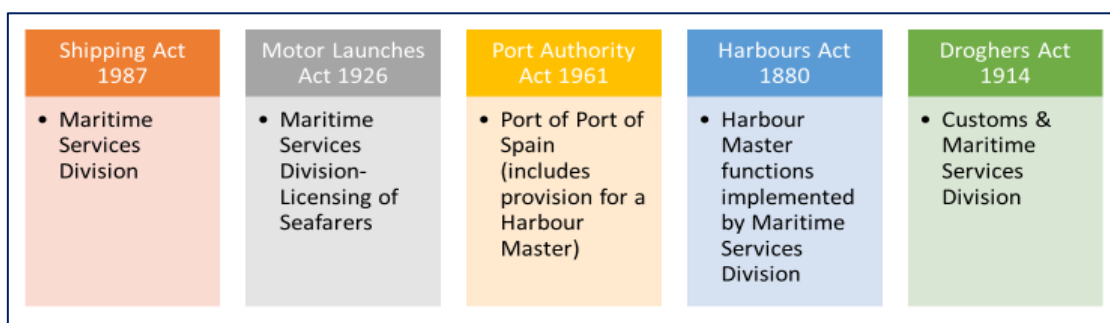 Shipping Act
1987
• Maritime
Services
Division
Motor Launches
Act 1926
• Maritime
Services
Division-
Licensing of
Seafarers
Port Authority
Act 1961
• Port of Port of
Spain
(includes
provision for a
Harbour
Master)
Harbours Act
1880
• Harbour
Master
functions
implemented
by Maritime
Services
Division
Droghers Act
1914
• Customs &
Maritime
Services
Division